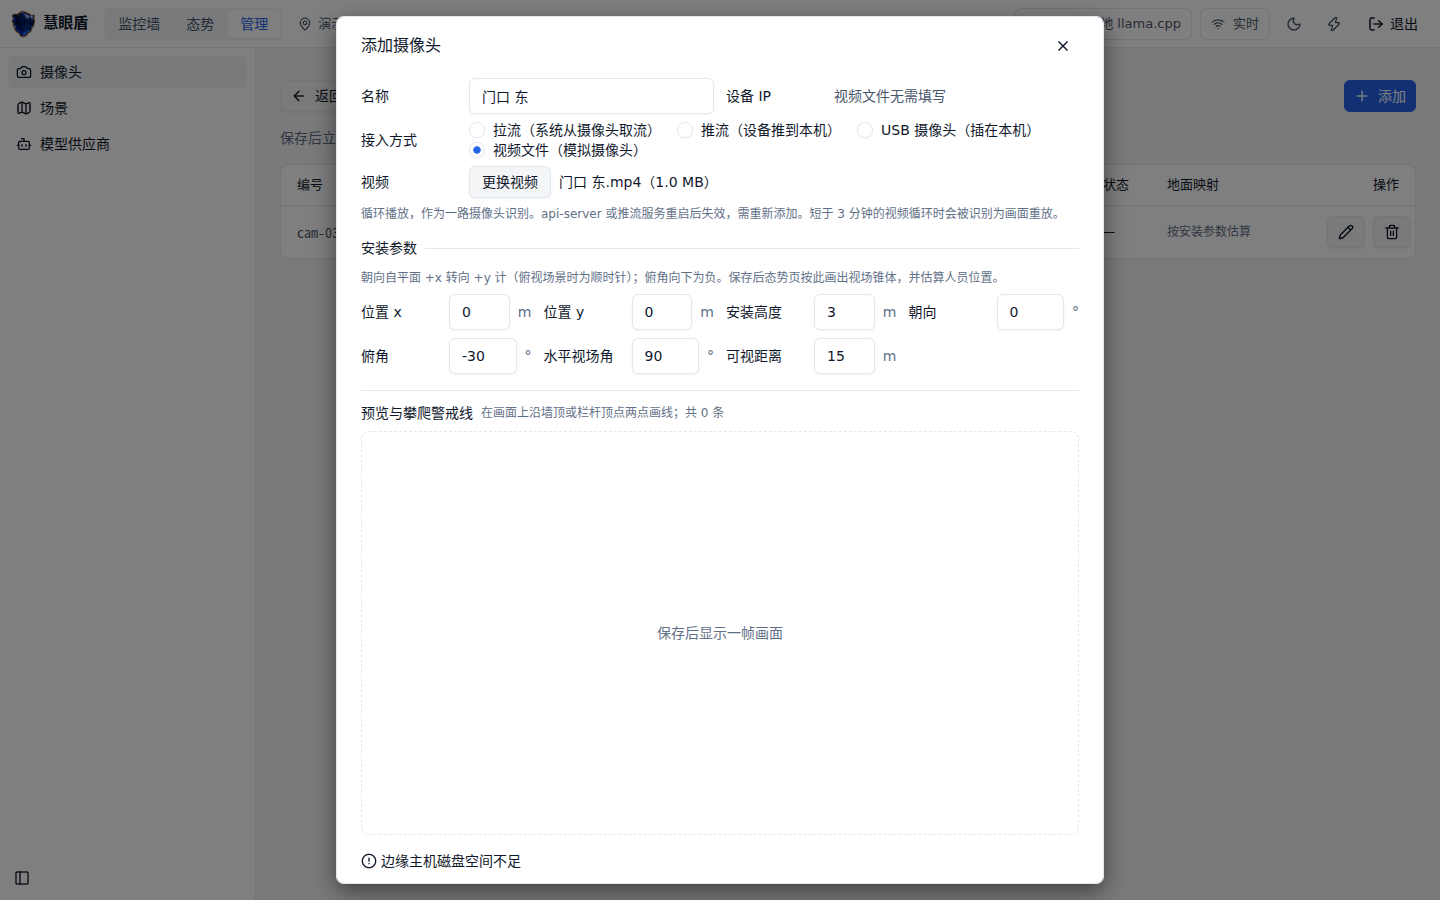 慧眼盾
监控墙 态势 管理 演示 llama.cpp 实时 退出
摄像头
场景
模型供应商
返回
添加
保存后立
编号 状态 地面映射 操作
cam-03 — 按安装参数估算
添加摄像头
名称 门口 东 设备 IP 视频文件无需填写
接入方式 拉流（系统从摄像头取流） 推流（设备推到本机） USB 摄像头（插在本机）
视频文件（模拟摄像头）
视频 更换视频 门口 东.mp4（1.0 MB）
循环播放，作为一路摄像头识别。api-server 或推流服务重启后失效，需重新添加。短于 3 分钟的视频循环时会被识别为画面重放。
安装参数
朝向自平面 +x 转向 +y 计（俯视场景时为顺时针）；俯角向下为负。保存后态势页按此画出视场锥体，并估算人员位置。
位置 x 0 m 位置 y 0 m 安装高度 3 m 朝向 0 °
俯角 -30 ° 水平视场角 90 ° 可视距离 15 m
预览与攀爬警戒线 在画面上沿墙顶或栏杆顶点两点画线；共 0 条
保存后显示一帧画面
边缘主机磁盘空间不足